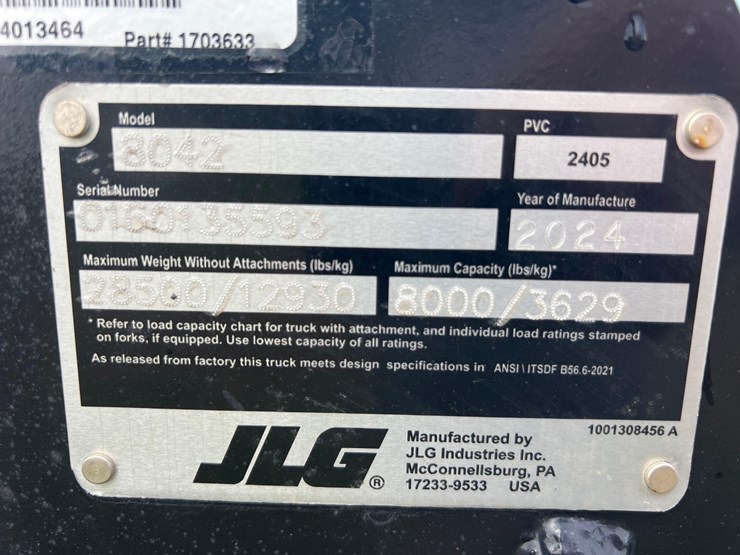 4013464
Part# 1703633
Model
8042
PVC
2405
Serial Number
0160135593
Year of Manufacture
2024
Maximum Weight Without Attachments (lbs/kg)
28500/12930
Maximum Capacity (lbs/kg)*
8000/3629
* Refer to load capacity chart for truck with attachment, and individual load ratings stamped
on forks, if equipped. Use lowest capacity of all ratings.
As released from factory this truck meets design specifications in ANSI \ ITSDF B56.6-2021
JLG®
Manufactured by
JLG Industries Inc.
McConnellsburg, PA
17233-9533 USA
1001308456 A